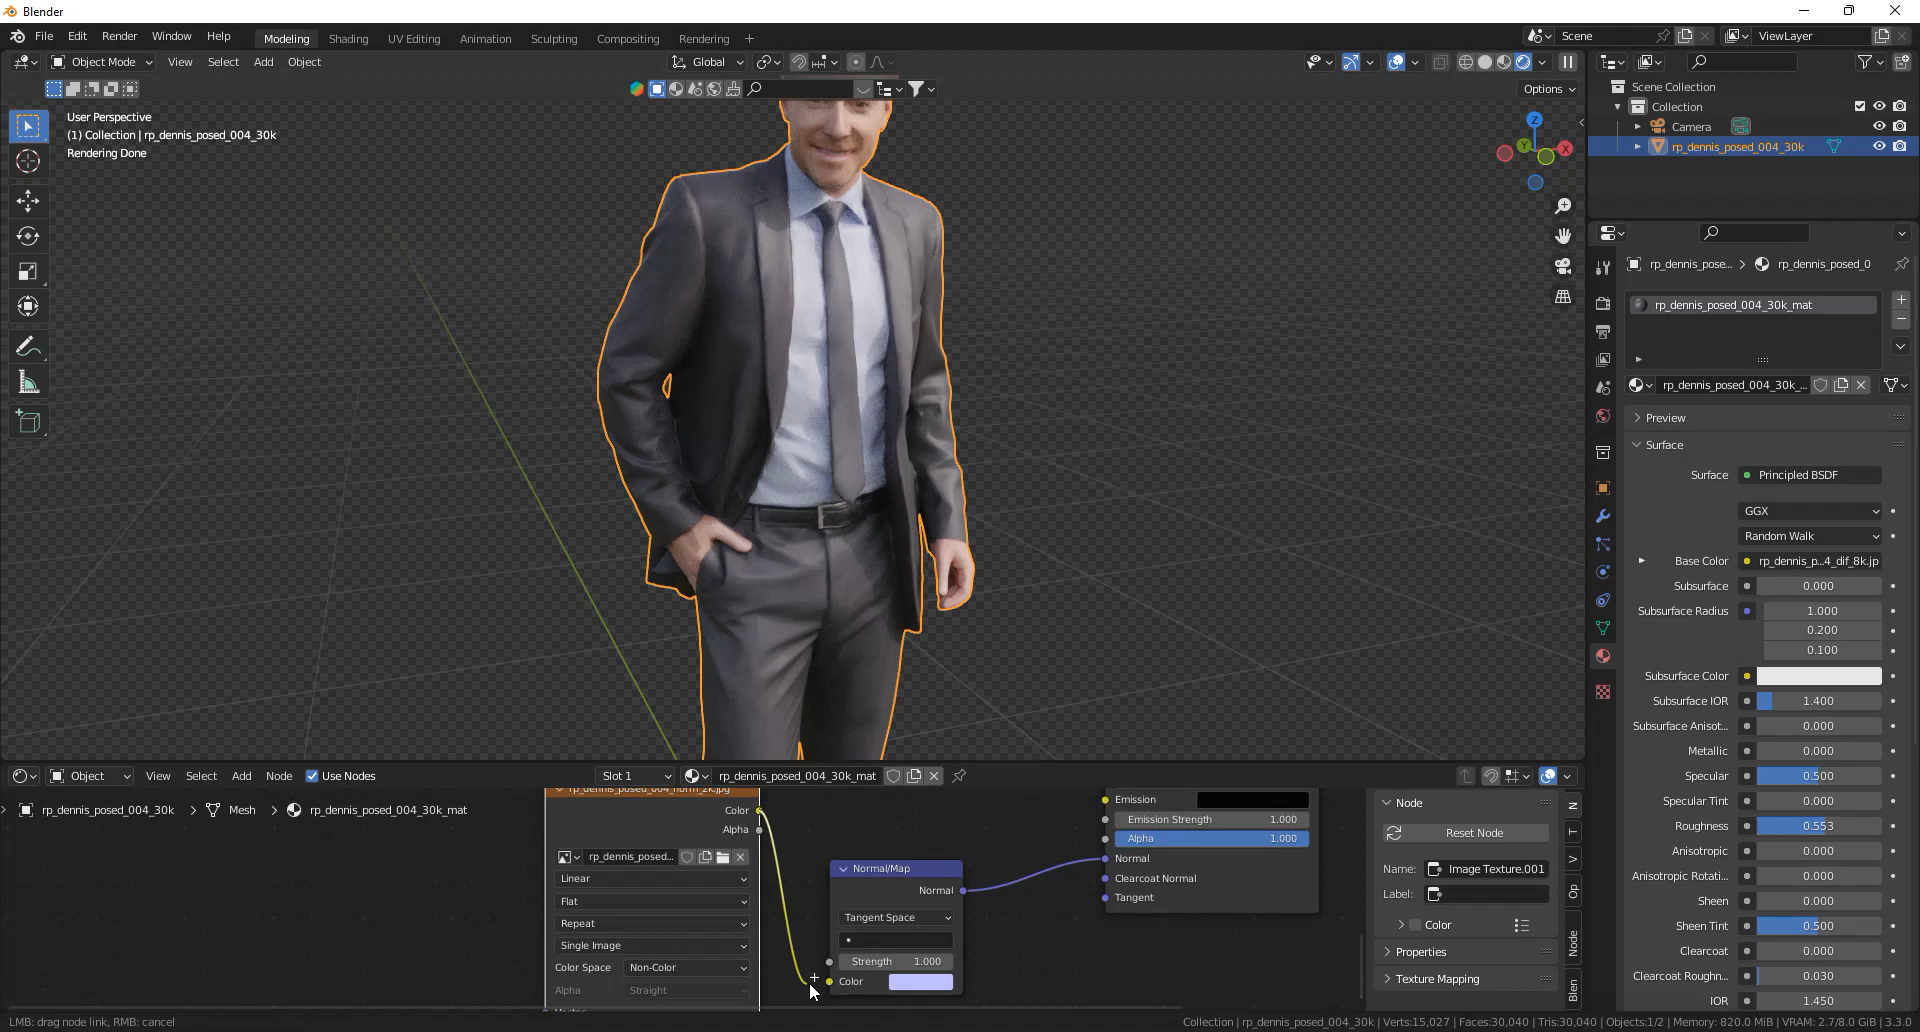 Blender
File Edit Render Window Help
Modeling Shading UV Editing Animation Sculpting Compositing Rendering +
Scene
ViewLayer
Object Mode View Select Add Object
Global
Options
User Perspective
(1) Collection | rp_dennis_posed_004_30k
Rendering Done
Z
Y
X
Scene Collection
Collection
Camera
rp_dennis_posed_004_30k
rp_dennis_pose... > rp_dennis_posed_0
rp_dennis_posed_004_30k_mat
rp_dennis_posed_004_30k_...
Preview
Surface
Surface Principled BSDF
GGX
Random Walk
Base Color rp_dennis_p...4_dif_8k.jp
Subsurface 0.000
Subsurface Radius 1.000
0.200
0.100
Subsurface Color
Subsurface IOR 1.400
Subsurface Anisot... 0.000
Metallic 0.000
Specular 0.500
Specular Tint 0.000
Roughness 0.553
Anisotropic 0.000
Anisotropic Rotati... 0.000
Sheen 0.000
Sheen Tint 0.500
Clearcoat 0.000
Clearcoat Roughn... 0.030
IOR 1.450
Object View Select Add Node Use Nodes
Slot 1 rp_dennis_posed_004_30k_mat
rp_dennis_posed_004_30k > Mesh > rp_dennis_posed_004_30k_mat
rp_dennis_posed_004_norm_2k.jpg
Color
Alpha
rp_dennis_posed...
Linear
Flat
Repeat
Single Image
Color Space Non-Color
Alpha Straight
Vector
Normal/Map
Normal
Tangent Space
Strength 1.000
Color
Emission
Emission Strength 1.000
Alpha 1.000
Normal
Clearcoat Normal
Tangent
Node
Reset Node
Name: Image Texture.001
Label:
Color
Properties
Texture Mapping
N
T
V
Op
Node
Blen
LMB: drag node link, RMB: cancel
Collection | rp_dennis_posed_004_30k | Verts:15,027 | Faces:30,040 | Tris:30,040 | Objects:1/2 | Memory: 820.0 MiB | VRAM: 2.7/8.0 GiB | 3.3.0